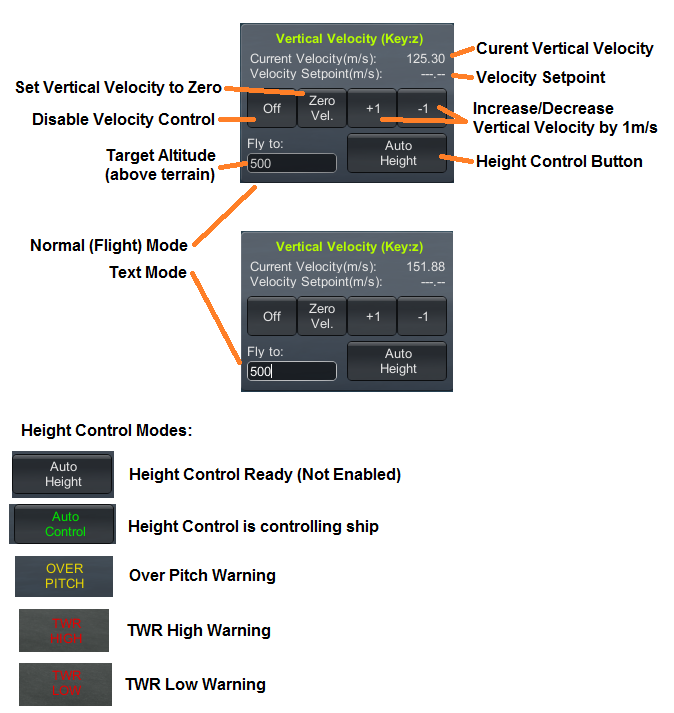 Vertical Velocity (Key:z)
Current Velocity(m/s): 125.30
Velocity Setpoint(m/s): ---.--
Off
Zero
Vel.
+1
-1
Fly to:
500
Auto
Height
Curent Vertical Velocity
Velocity Setpoint
Set Vertical Velocity to Zero
Disable Velocity Control
Increase/Decrease
Vertical Velocity by 1m/s
Target Altitude
(above terrain)
Height Control Button
Normal (Flight) Mode
Text Mode
Vertical Velocity (Key:z)
Current Velocity(m/s): 151.88
Velocity Setpoint(m/s): ---.--
Off
Zero
Vel.
+1
-1
Fly to:
500
Auto
Height
Height Control Modes:
Auto
Height
Height Control Ready (Not Enabled)
Auto
Control
Height Control is controlling ship
OVER
PITCH
Over Pitch Warning
TWR
HIGH
TWR High Warning
TWR
LOW
TWR Low Warning